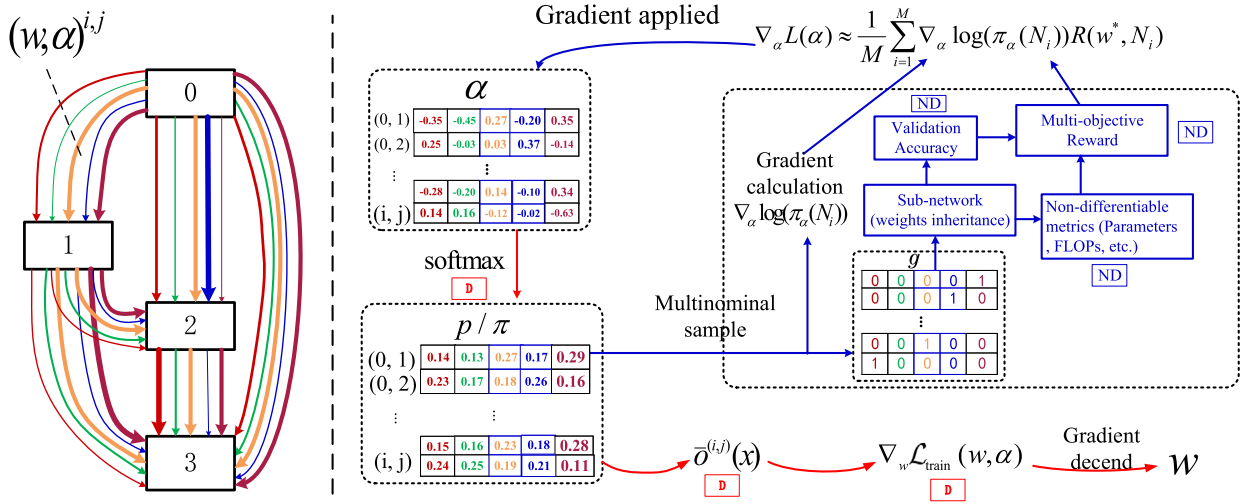 (w,α)^{i,j}
0
1
2
3
Gradient applied
∇_α L(α) ≈ \frac{1}{M} \sum_{i=1}^{M} ∇_α log(π_α(N_i))R(w^*, N_i)
α
(0, 1) -0.35 -0.45 0.27 -0.20 0.35
(0, 2) 0.25 -0.03 0.03 0.37 -0.14
...
-0.28 -0.20 0.14 -0.10 0.34
(i, j) 0.14 0.16 -0.12 -0.02 -0.63
softmax
D
p / π
(0, 1) 0.14 0.13 0.27 0.17 0.29
(0, 2) 0.23 0.17 0.18 0.26 0.16
...
0.15 0.16 0.23 0.18 0.28
(i, j) 0.24 0.25 0.19 0.21 0.11
Multinominal
sample
Gradient
calculation
∇_α log(π_α(N_i))
ND
Validation
Accuracy
Multi-objective
Reward
ND
Sub-network
(weights inheritance)
Non-differentiable
metrics (Parameters
, FLOPs, etc.)
ND
g
0 0 0 0 1
0 0 0 1 0
...
0 0 1 0 0
1 0 0 0 0
ō^{(i,j)}(x)
D
∇_w ℒ_train (w,α)
D
Gradient
decend
w